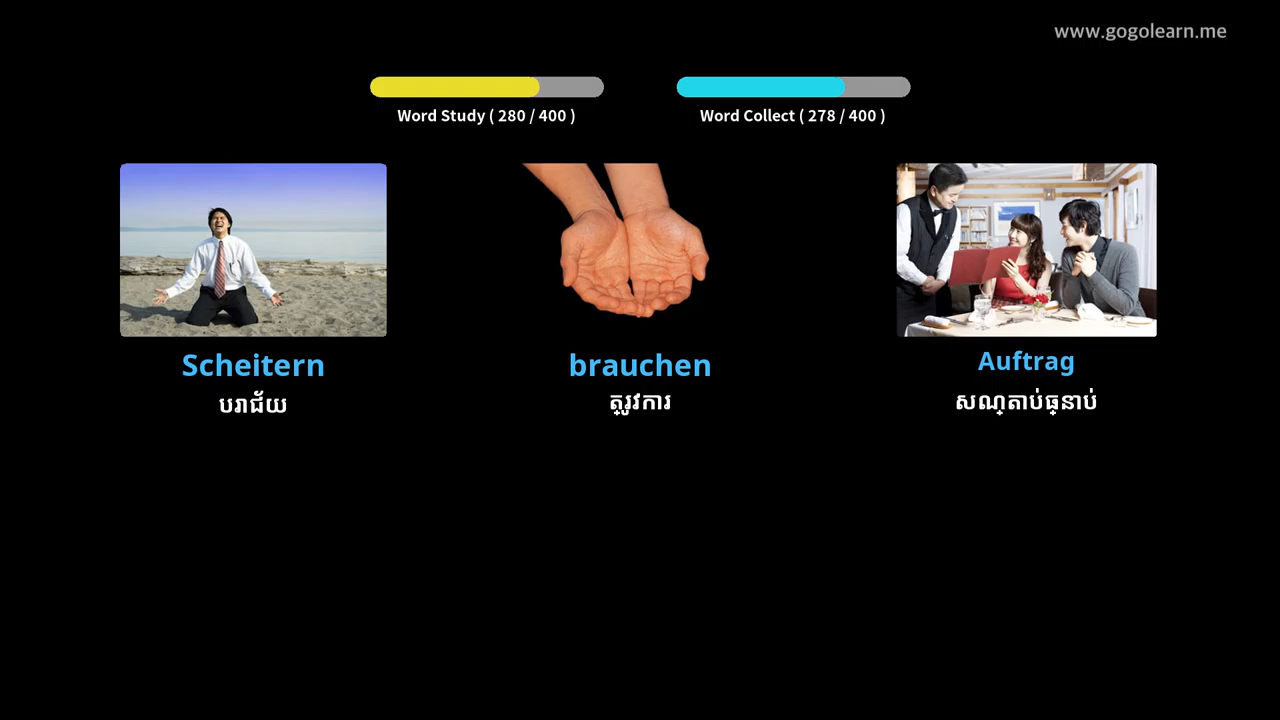 www.gogolearn.me
Word Study ( 280 / 400 )
Word Collect ( 278 / 400 )
Scheitern
brauchen
Auftrag
បរាជ័យ
ត្រូវការ
សណ្តាប់ធ្នាប់